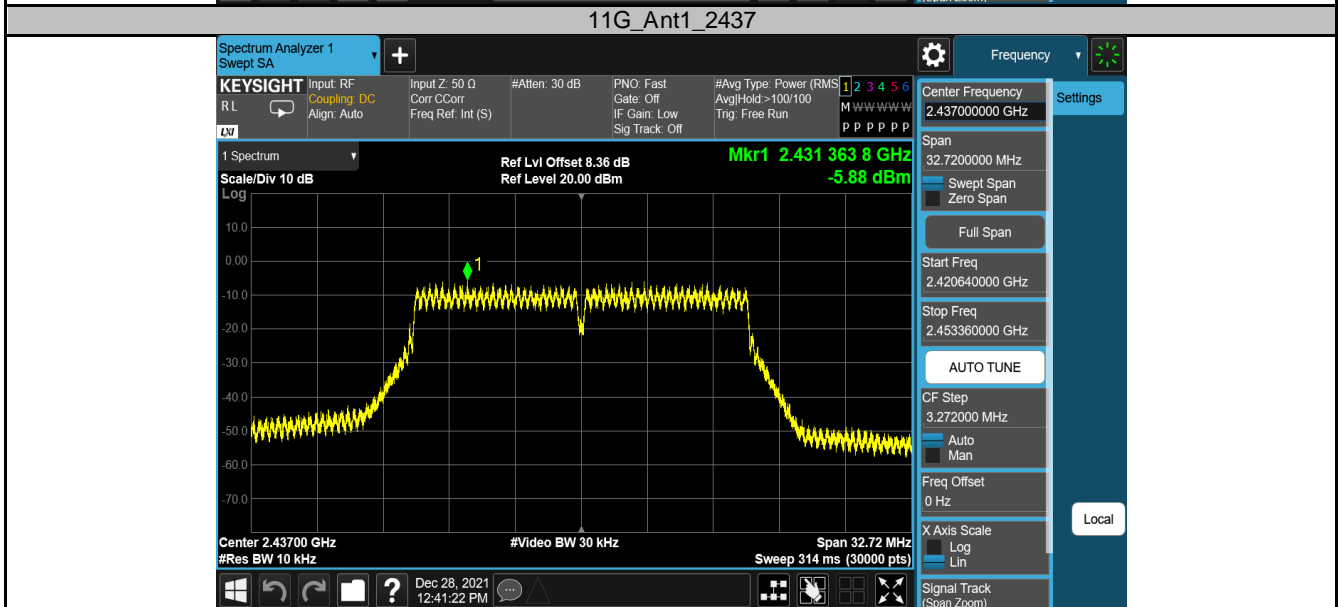 11G_Ant1_2437
Spectrum Analyzer 1
Swept SA
Frequency
KEYSIGHT
R L
LXI
Input: RF
Coupling: DC
Align: Auto
Input Z: 50 Ω
Corr CCorr
Freq Ref: Int (S)
#Atten: 30 dB
PNO: Fast
Gate: Off
IF Gain: Low
Sig Track: Off
#Avg Type: Power (RMS
Avg|Hold:>100/100
Trig: Free Run
1 2 3 4 5 6
M W W W W W
P P P P P P
1 Spectrum
Scale/Div 10 dB
Log
Ref Lvl Offset 8.36 dB
Ref Level 20.00 dBm
Mkr1 2.431 363 8 GHz
-5.88 dBm
10.0
0.00
-10.0
-20.0
-30.0
-40.0
-50.0
-60.0
-70.0
1
Center 2.43700 GHz
#Res BW 10 kHz
#Video BW 30 kHz
Span 32.72 MHz
Sweep 314 ms (30000 pts)
?
Dec 28, 2021
12:41:22 PM
Center Frequency
2.437000000 GHz
Span
32.7200000 MHz
Swept Span
Zero Span
Full Span
Start Freq
2.420640000 GHz
Stop Freq
2.453360000 GHz
AUTO TUNE
CF Step
3.272000 MHz
Auto
Man
Freq Offset
0 Hz
X Axis Scale
Log
Lin
Signal Track
(Span Zoom)
Settings
Local